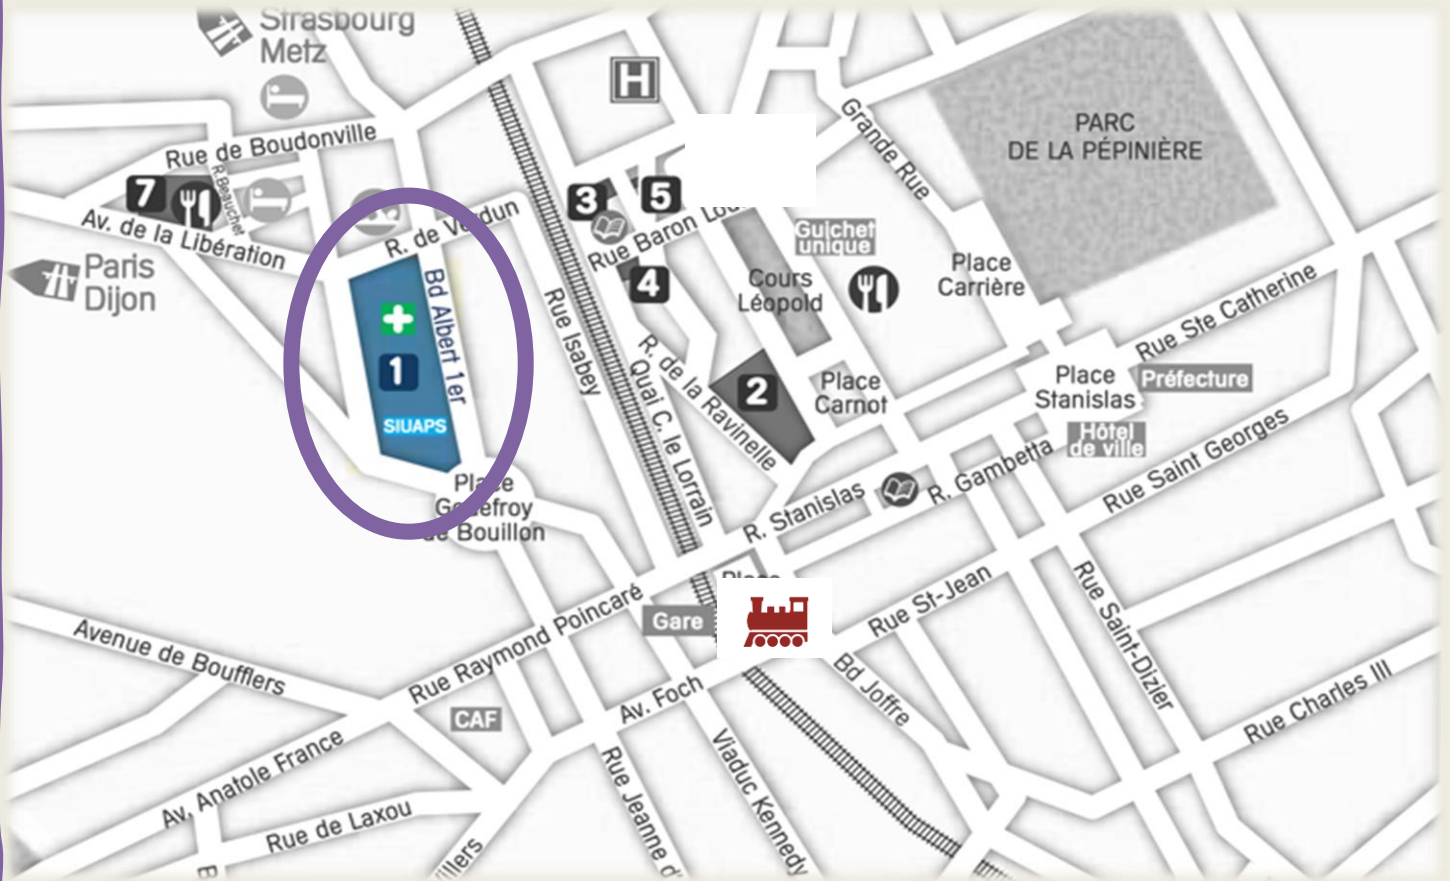 Strasbourg
Metz
H
PARC
DE LA PÉPINIÈRE
Grande Rue
Rue de Boudonville
R. Beauchet
7
3
5
Av. de la Libération
R. de Verdun
Rue Baron
Guichet
unique
Paris
Dijon
Place
Carrière
Cours
Léopold
4
Bd Albert 1er
Rue Isabey
Rue Ste Catherine
1
SIUAPS
R. de la Ravinelle
Quai C. le Lorrain
2
Place
Carnot
Place
Stanislas
Préfecture
Hôtel
de ville
Rue Saint Georges
Place
Godefroy
de Bouillon
R. Stanislas
R. Gambetta
Place
Gare
Rue St-Jean
Rue Saint-Dizier
Avenue de Boufflers
Rue Raymond Poincaré
CAF
Av. Foch
Bd Joffre
Rue Charles III
Av. Anatole France
Rue de Laxou
Rue Jeanne d'
Viaduc Kennedy
B
illers